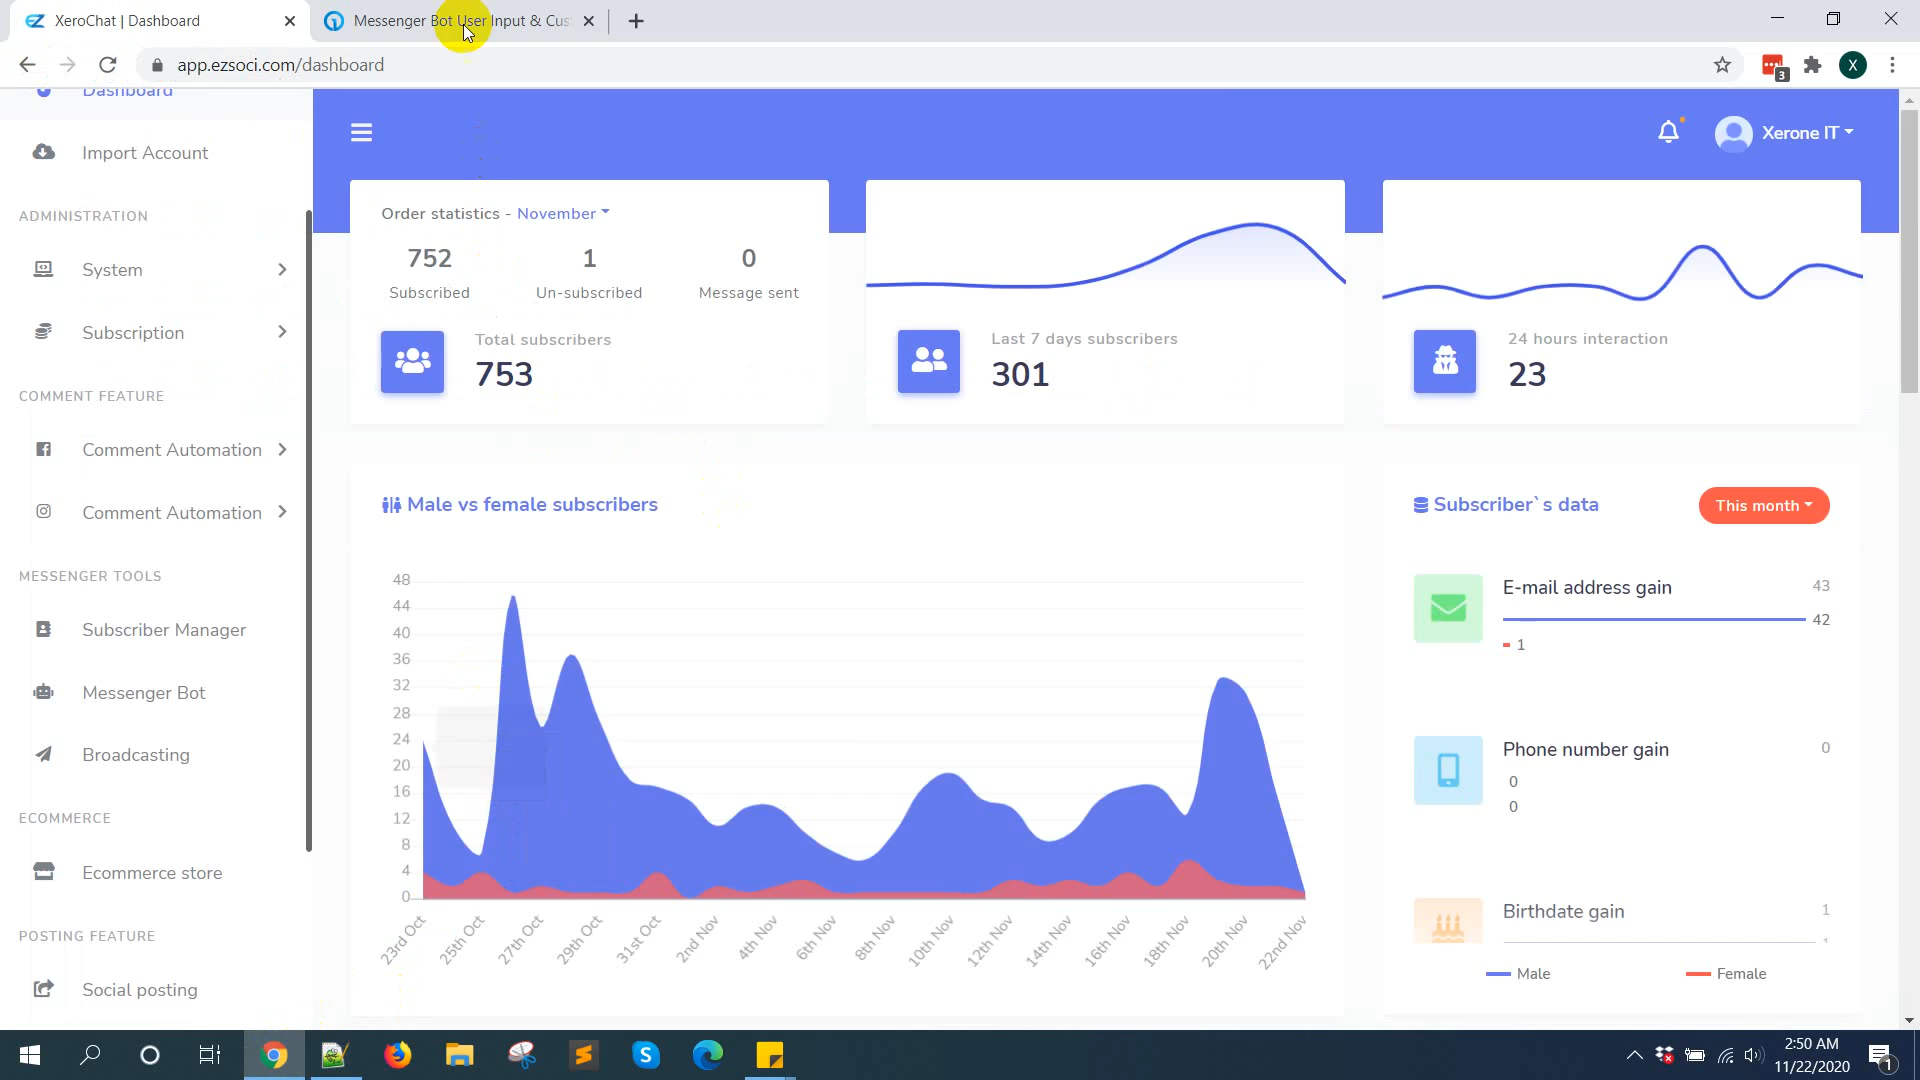 XeroChat | Dashboard
Messenger Bot User Input & Cus
app.ezsoci.com/dashboard
3
X
Dashboard
Import Account
ADMINISTRATION
System
Subscription
COMMENT FEATURE
Comment Automation
Comment Automation
MESSENGER TOOLS
Subscriber Manager
Messenger Bot
Broadcasting
ECOMMERCE
Ecommerce store
POSTING FEATURE
Social posting
Xerone IT
Order statistics - November
752 1 0
Subscribed Un-subscribed Message sent
Total subscribers
753
Last 7 days subscribers
301
24 hours interaction
23
Male vs female subscribers
48
44
40
36
32
28
24
20
16
12
8
4
0
23rd Oct 25th Oct 27th Oct 29th Oct 31st Oct 2nd Nov 4th Nov 6th Nov 8th Nov 10th Nov 12th Nov 14th Nov 16th Nov 18th Nov 20th Nov 22nd Nov
Subscriber`s data
This month
E-mail address gain 43
42
1
Phone number gain 0
0
0
Birthdate gain 1
Male Female
2:50 AM
11/22/2020
1